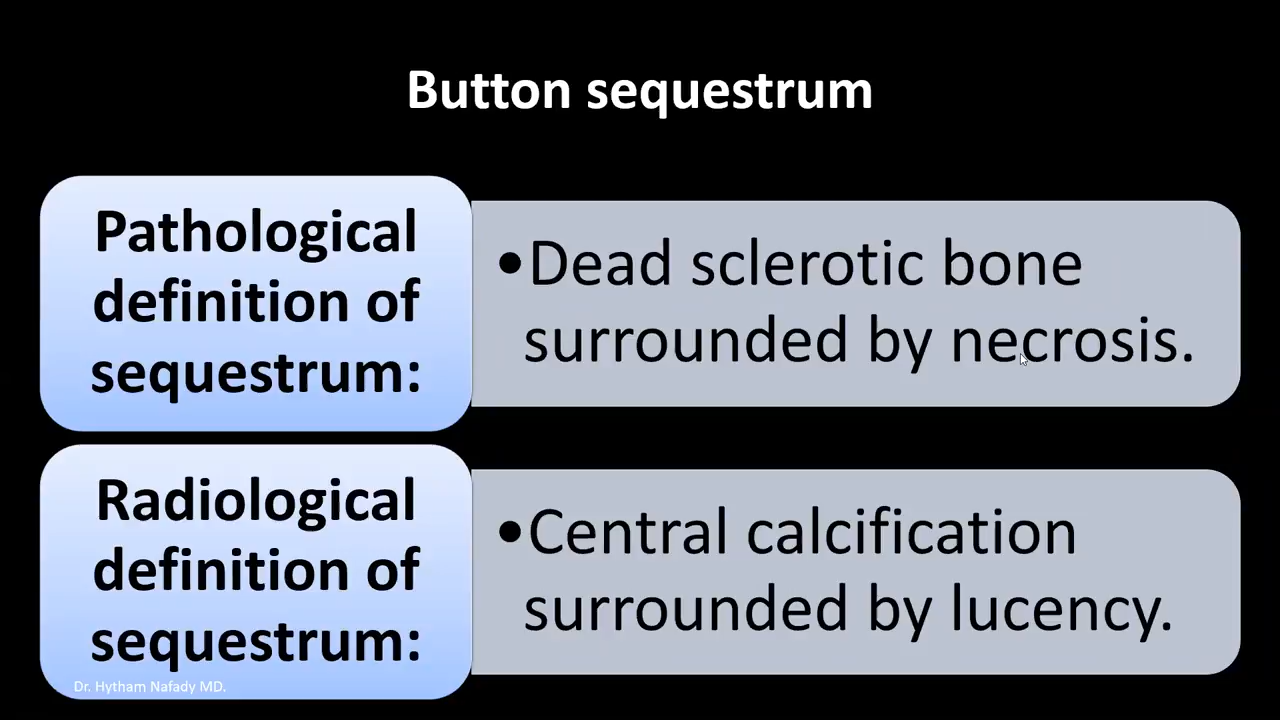 Button sequestrum
Pathological
definition of
sequestrum:
•Dead sclerotic bone
surrounded by necrosis.
Radiological
definition of
sequestrum:
•Central calcification
surrounded by lucency.
Dr. Hytham Nafady MD.